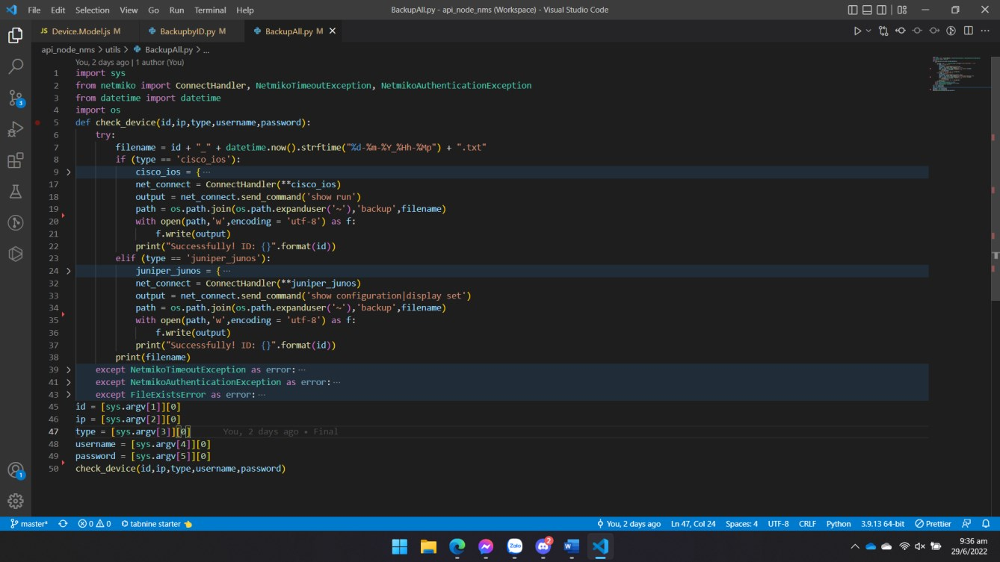 File Edit Selection View Go Run Terminal Help BackupAll.py - api_node_nms (Workspace) - Visual Studio Code
JS Device.Model.js M BackupbyID.py M BackupAll.py M
api_node_nms > utils > BackupAll.py > ...
You, 2 days ago | 1 author (You)
1 import sys
2 from netmiko import ConnectHandler, NetmikoTimeoutException, NetmikoAuthenticationException
3 from datetime import datetime
4 import os
5 def check_device(id,ip,type,username,password):
6 try:
7 filename = id + "_" + datetime.now().strftime("%d-%m-%Y_%Hh-%Mp") + ".txt"
8 if (type == 'cisco_ios'):
9 cisco_ios = {···
17 net_connect = ConnectHandler(**cisco_ios)
18 output = net_connect.send_command('show run')
19 path = os.path.join(os.path.expanduser('~'),'backup',filename)
20 with open(path,'w',encoding = 'utf-8') as f:
21 f.write(output)
22 print("Successfully! ID: {}".format(id))
23 elif (type == 'juniper_junos'):
24 juniper_junos = {···
32 net_connect = ConnectHandler(**juniper_junos)
33 output = net_connect.send_command('show configuration|display set')
34 path = os.path.join(os.path.expanduser('~'),'backup',filename)
35 with open(path,'w',encoding = 'utf-8') as f:
36 f.write(output)
37 print("Successfully! ID: {}".format(id))
38 print(filename)
39 except NetmikoTimeoutException as error:···
41 except NetmikoAuthenticationException as error:···
43 except FileExistsError as error:···
45 id = [sys.argv[1]][0]
46 ip = [sys.argv[2]][0]
47 type = [sys.argv[3]][0] You, 2 days ago • Final
48 username = [sys.argv[4]][0]
49 password = [sys.argv[5]][0]
50 check_device(id,ip,type,username,password)
3
1
master* 0 0 tabnine starter You, 2 days ago Ln 47, Col 24 Spaces: 4 UTF-8 CRLF Python 3.9.13 64-bit Prettier
Zalo 2 W
9:36 am
29/6/2022